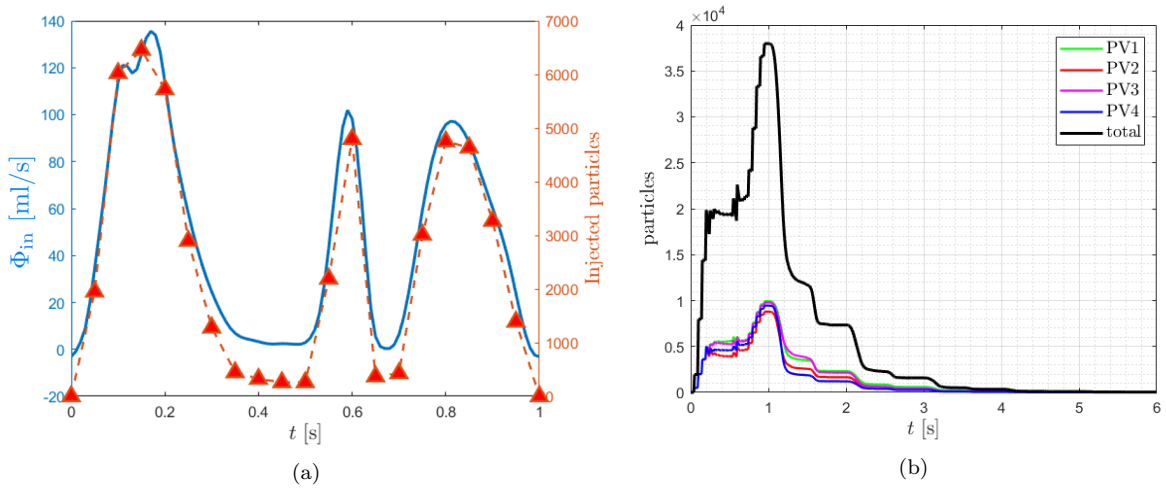 140
120
100
80
60
40
20
0
-20
Φin [ml/s]
7000
6000
5000
4000
3000
2000
1000
0
Injected particles
0 0.2 0.4 0.6 0.8 1
t [s]
(a)
×10⁴
4
3.5
3
2.5
2
1.5
1
0.5
0
particles
PV1
PV2
PV3
PV4
total
0 1 2 3 4 5 6
t [s]
(b)